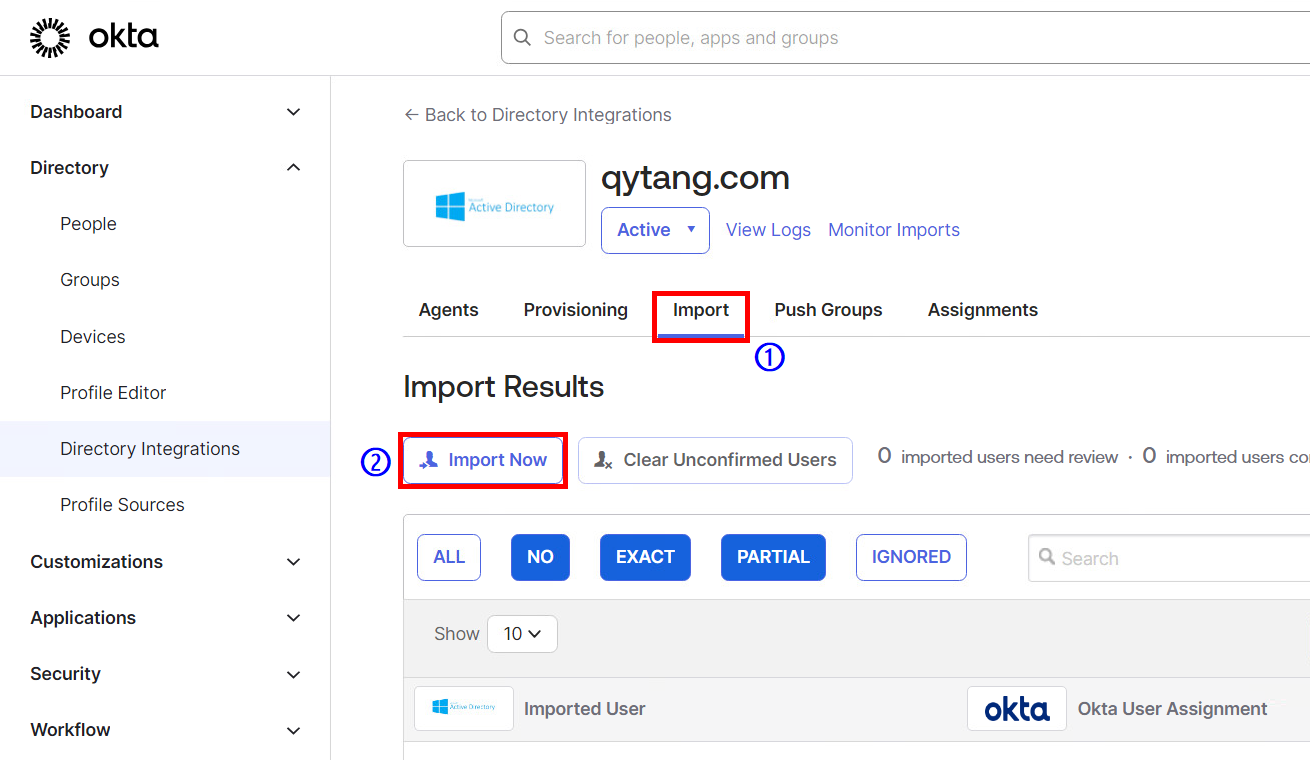 okta
Search for people, apps and groups
Dashboard
Directory
People
Groups
Devices
Profile Editor
Directory Integrations
Profile Sources
Customizations
Applications
Security
Workflow
← Back to Directory Integrations
Active Directory
qytang.com
Active
View Logs
Monitor Imports
Agents
Provisioning
Import
Push Groups
Assignments
①
Import Results
②
Import Now
Clear Unconfirmed Users
0 imported users need review · 0 imported users co
ALL
NO
EXACT
PARTIAL
IGNORED
Search
Show
10
Active Directory
Imported User
okta
Okta User Assignment